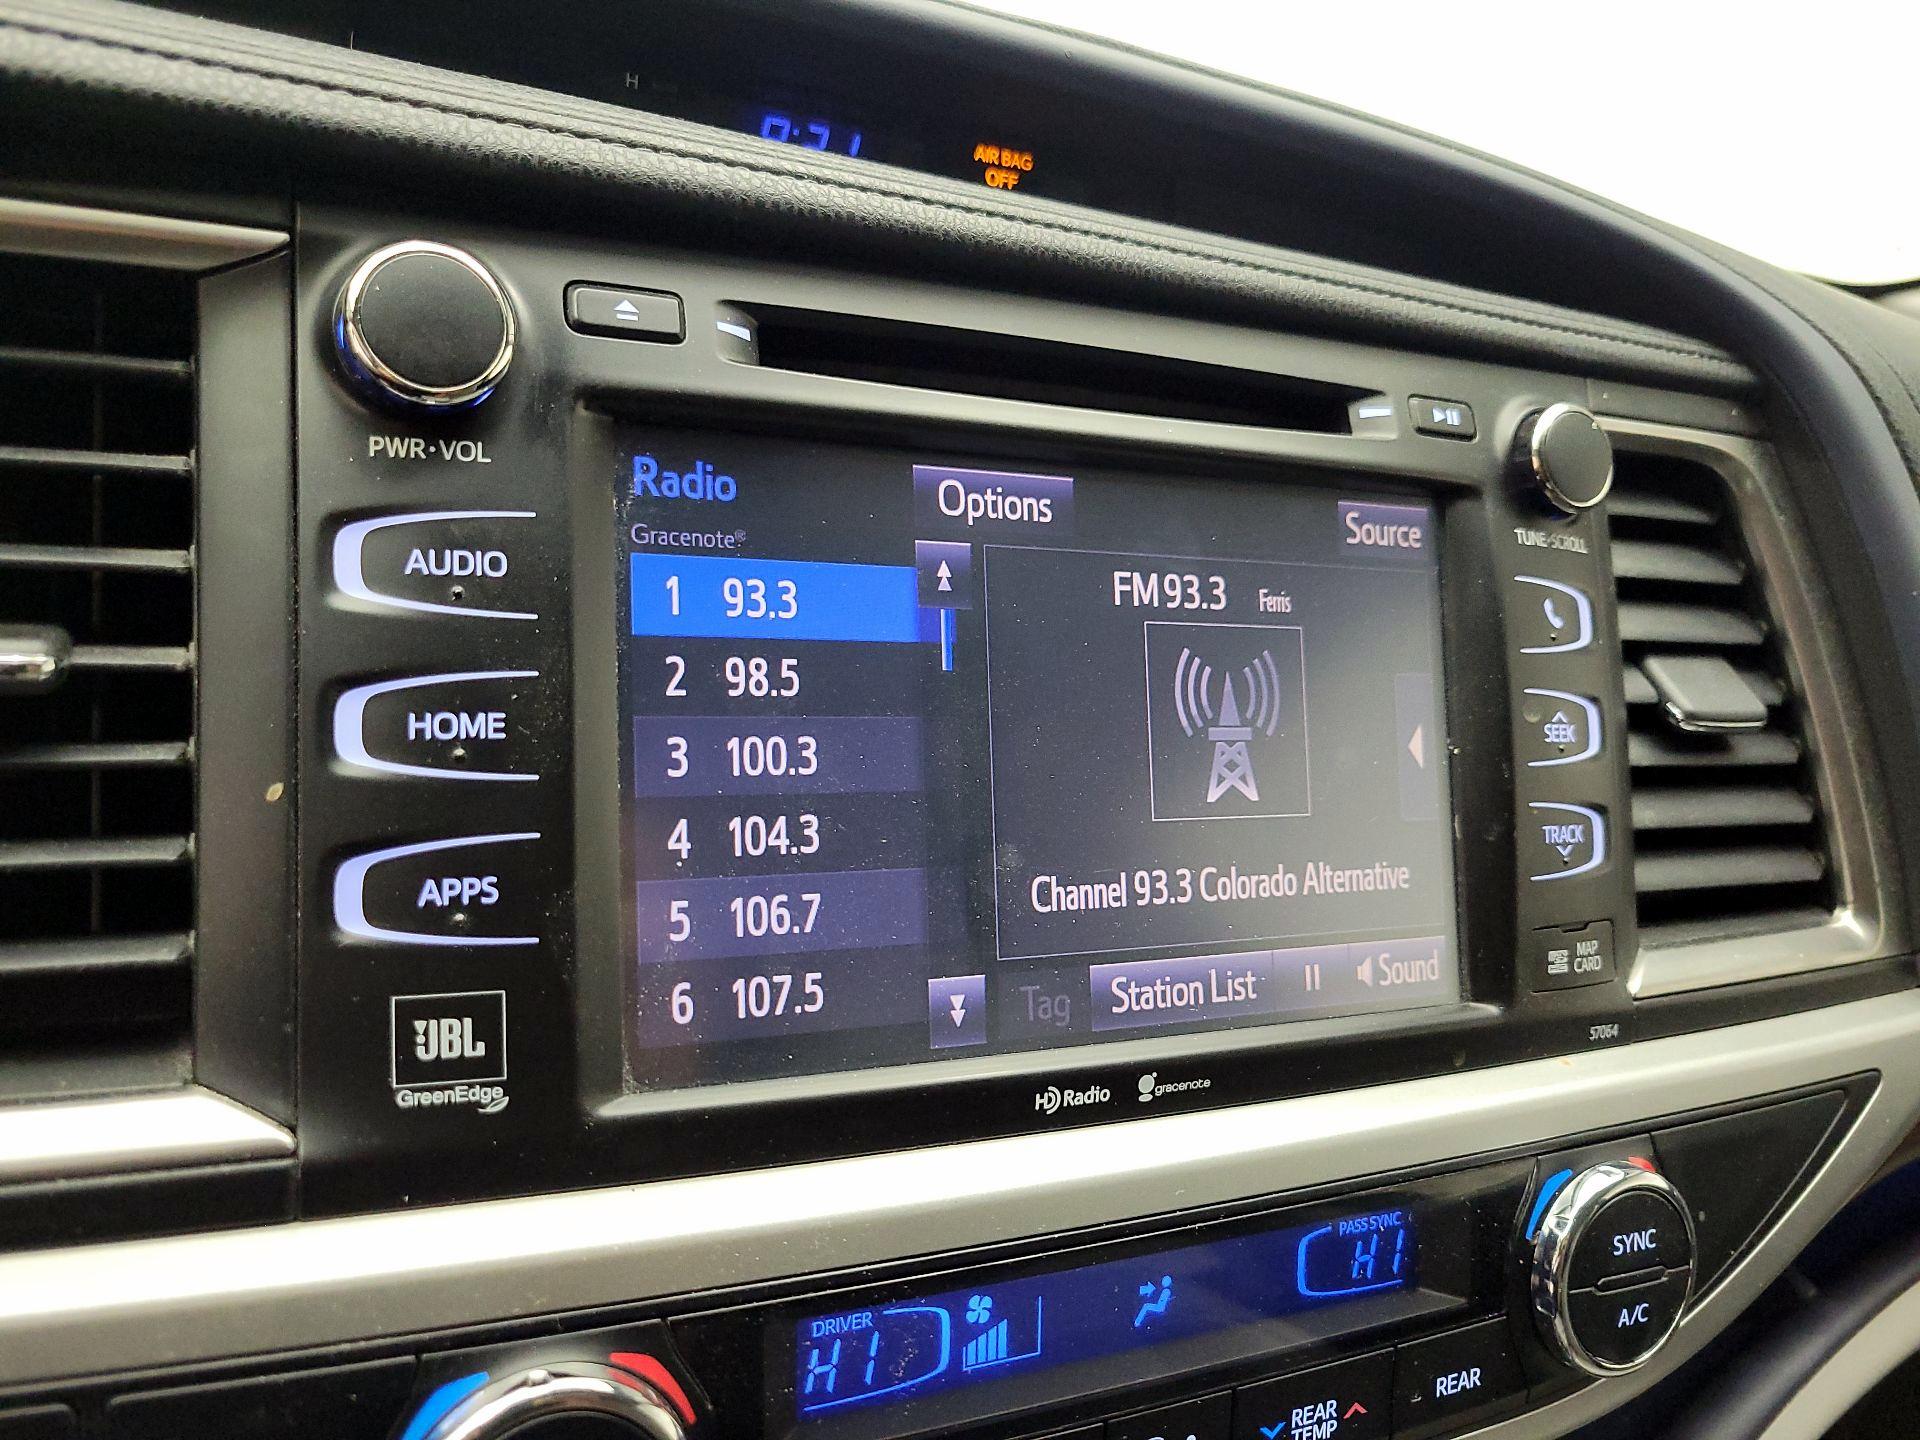 H
AIR BAG
OFF
PWR·VOL
AUDIO
HOME
APPS
JBL
GreenEdge
Radio
Gracenote®
Options
Source
1 93.3
2 98.5
3 100.3
4 104.3
5 106.7
6 107.5
FM 93.3 Ferris
Channel 93.3 Colorado Alternative
Tag
Station List
Sound
HD Radio
gracenote
TUNE·SCROLL
SEEK
TRACK
MAP
CARD
57064
DRIVER
HI
PASS SYNC
HI
SYNC
A/C
REAR
TEMP
REAR